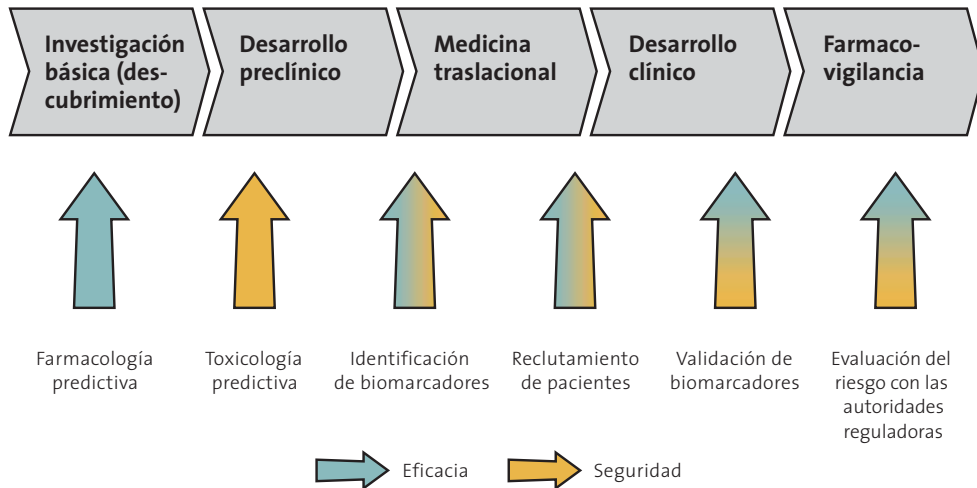 Investigación
básica (des-
cubrimiento)
Desarrollo
preclínico
Medicina
traslacional
Desarrollo
clínico
Farmaco-
vigilancia
Farmacología
predictiva
Toxicología
predictiva
Identificación
de biomarcadores
Reclutamiento
de pacientes
Validación de
biomarcadores
Evaluación del
riesgo con las
autoridades
reguladoras
Eficacia
Seguridad